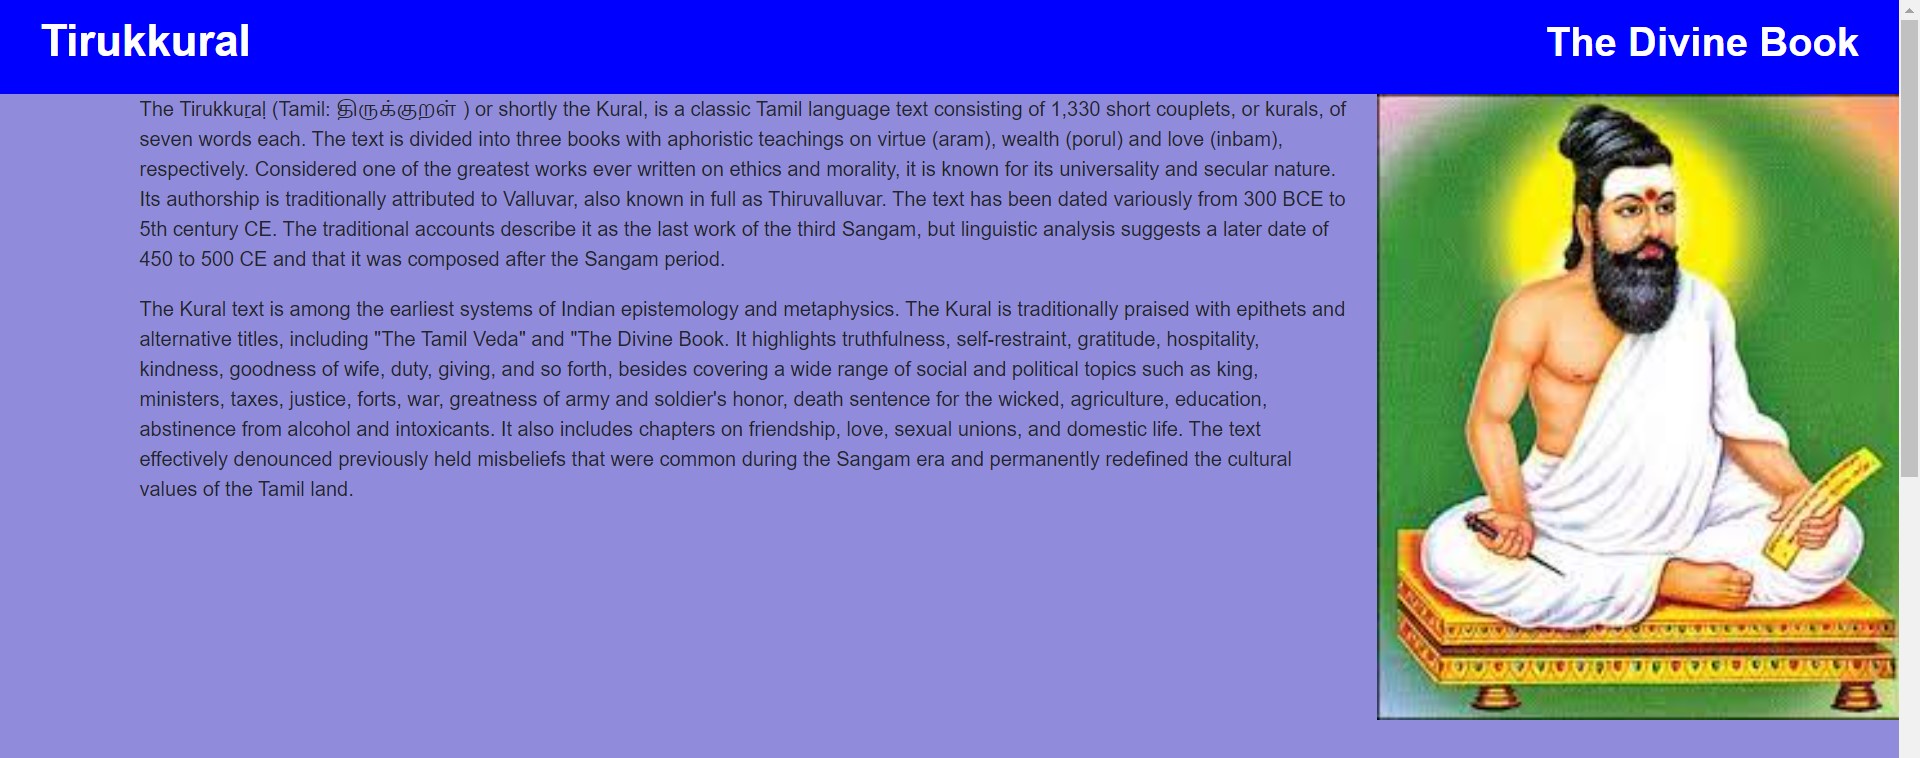 Tirukkural
The Divine Book
The Tirukkuṟaḷ (Tamil: திருக்குறள் ) or shortly the Kural, is a classic Tamil language text consisting of 1,330 short couplets, or kurals, of
seven words each. The text is divided into three books with aphoristic teachings on virtue (aram), wealth (porul) and love (inbam),
respectively. Considered one of the greatest works ever written on ethics and morality, it is known for its universality and secular nature.
Its authorship is traditionally attributed to Valluvar, also known in full as Thiruvalluvar. The text has been dated variously from 300 BCE to
5th century CE. The traditional accounts describe it as the last work of the third Sangam, but linguistic analysis suggests a later date of
450 to 500 CE and that it was composed after the Sangam period.
The Kural text is among the earliest systems of Indian epistemology and metaphysics. The Kural is traditionally praised with epithets and
alternative titles, including "The Tamil Veda" and "The Divine Book. It highlights truthfulness, self-restraint, gratitude, hospitality,
kindness, goodness of wife, duty, giving, and so forth, besides covering a wide range of social and political topics such as king,
ministers, taxes, justice, forts, war, greatness of army and soldier's honor, death sentence for the wicked, agriculture, education,
abstinence from alcohol and intoxicants. It also includes chapters on friendship, love, sexual unions, and domestic life. The text
effectively denounced previously held misbeliefs that were common during the Sangam era and permanently redefined the cultural
values of the Tamil land.